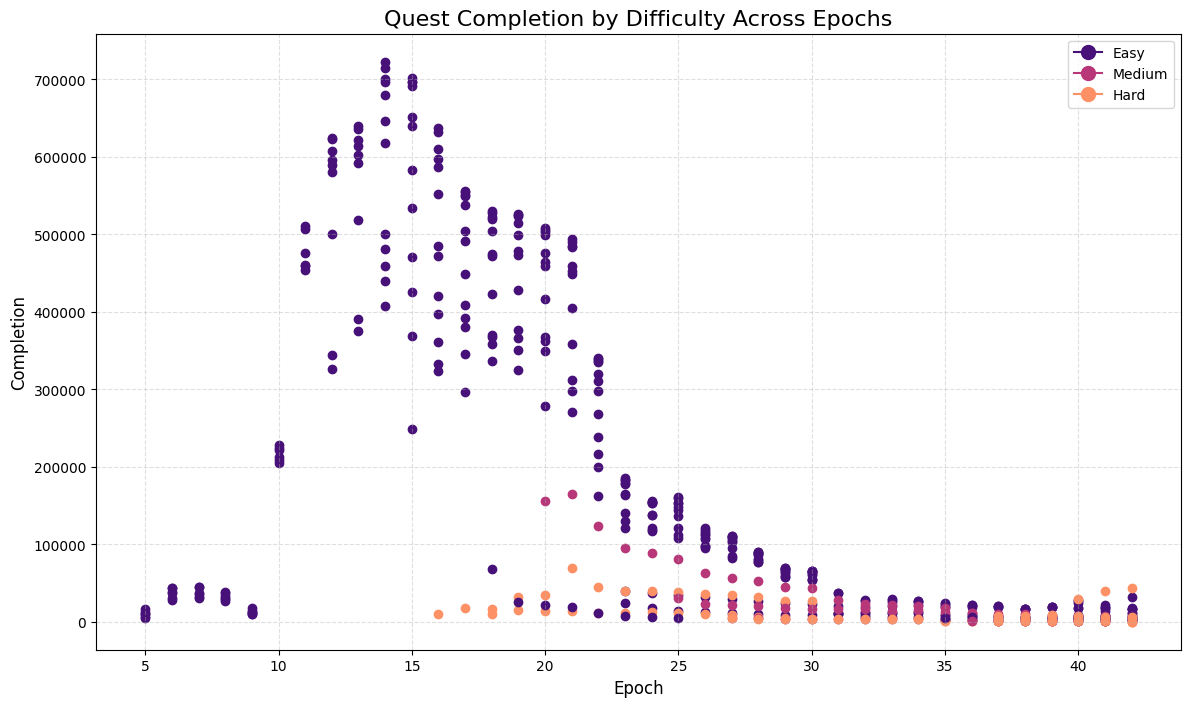 Quest Completion by Difficulty Across Epochs
Easy
Medium
Hard
Completion
700000
600000
500000
400000
300000
200000
100000
0
5 10 15 20 25 30 35 40
Epoch